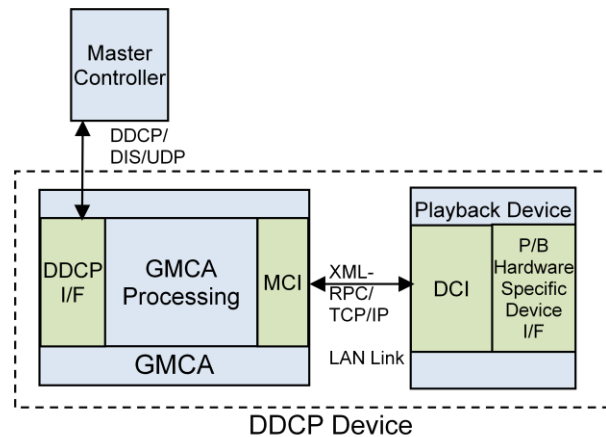 Master
Controller
DDCP/
DIS/UDP
DDCP
I/F
GMCA
Processing
MCI
GMCA
XML-
RPC/
TCP/IP
LAN Link
Playback Device
DCI
P/B
Hardware
Specific
Device
I/F
DDCP Device